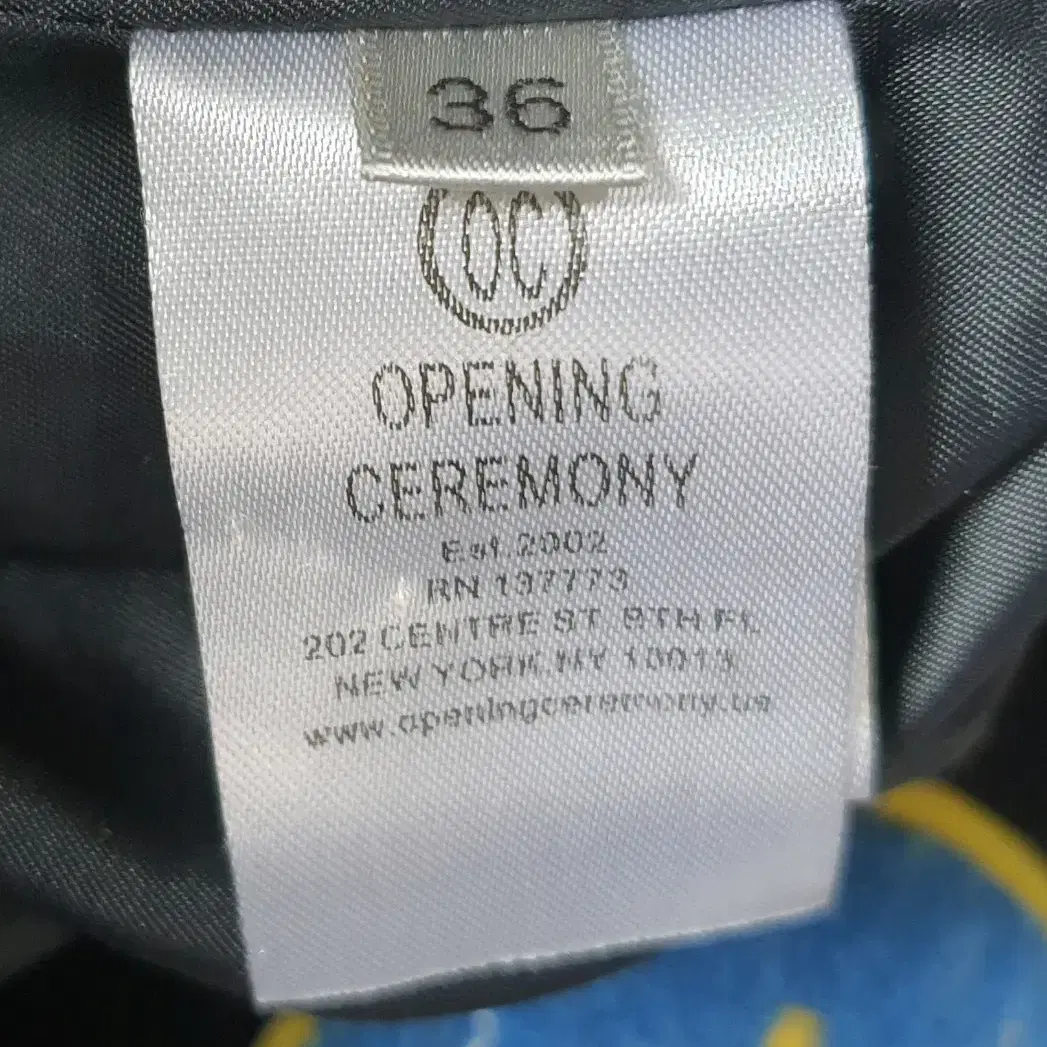 36
OC
OPENING
CEREMONY
Est.2002
RN 137773
202 CENTRE ST 8TH FL
NEW YORK, NY 10013
www.openingceremony.us